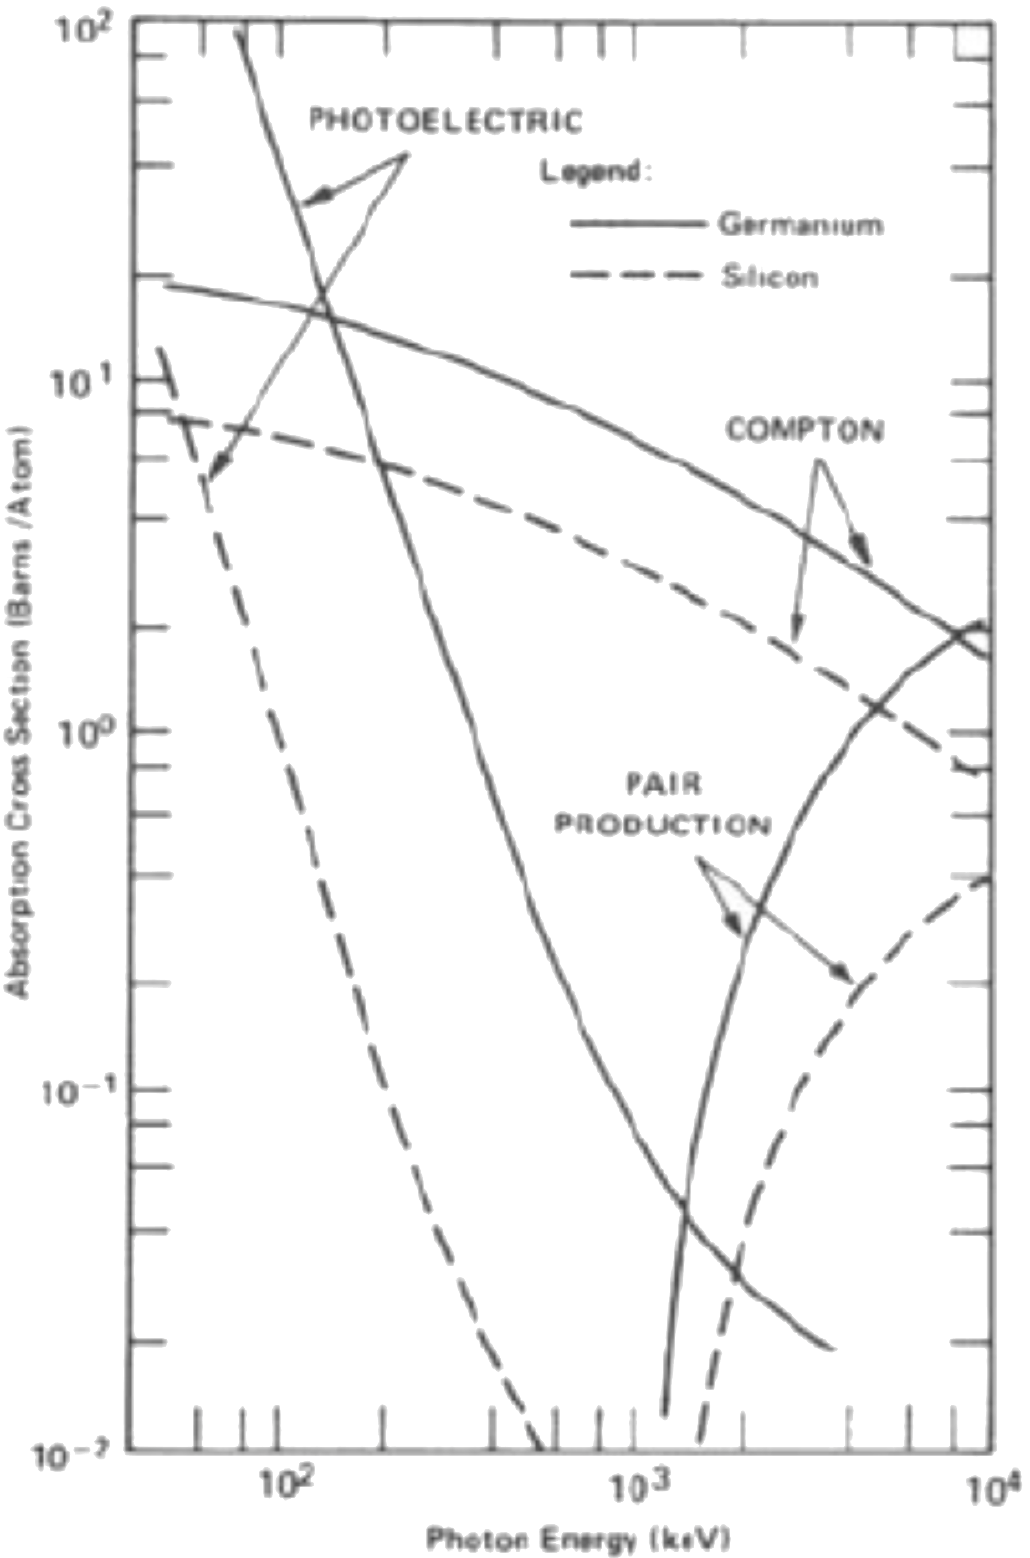 10²
PHOTOELECTRIC
Legend:
Germanium
Silicon
10¹
COMPTON
Absorption Cross Section (Barns /Atom)
10⁰
PAIR
PRODUCTION
10⁻¹
10⁻²
10² 10³ 10⁴
Photon Energy (keV)